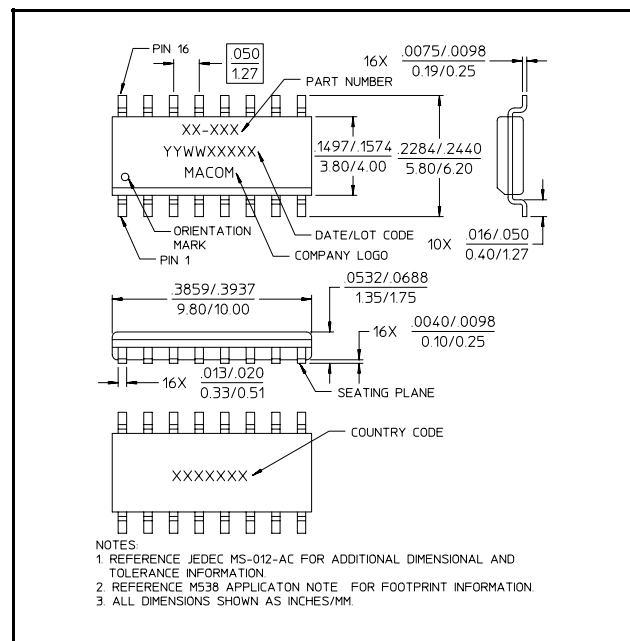 PIN 16
.050
1.27
16X .0075/.0098
0.19/0.25
PART NUMBER
XX-XXX
YYWWXXXXX
MACOM
.1497/.1574
3.80/4.00
.2284/.2440
5.80/6.20
ORIENTATION
MARK
PIN 1
DATE/LOT CODE
COMPANY LOGO
10X .016/.050
0.40/1.27
.3859/.3937
9.80/10.00
.0532/.0688
1.35/1.75
16X .0040/.0098
0.10/0.25
16X .013/.020
0.33/0.51
SEATING PLANE
COUNTRY CODE
XXXXXXX
NOTES:
1. REFERENCE JEDEC MS-012-AC FOR ADDITIONAL DIMENSIONAL AND
TOLERANCE INFORMATION.
2. REFERENCE M538 APPLICATON NOTE FOR FOOTPRINT INFORMATION.
3. ALL DIMENSIONS SHOWN AS INCHES/MM.